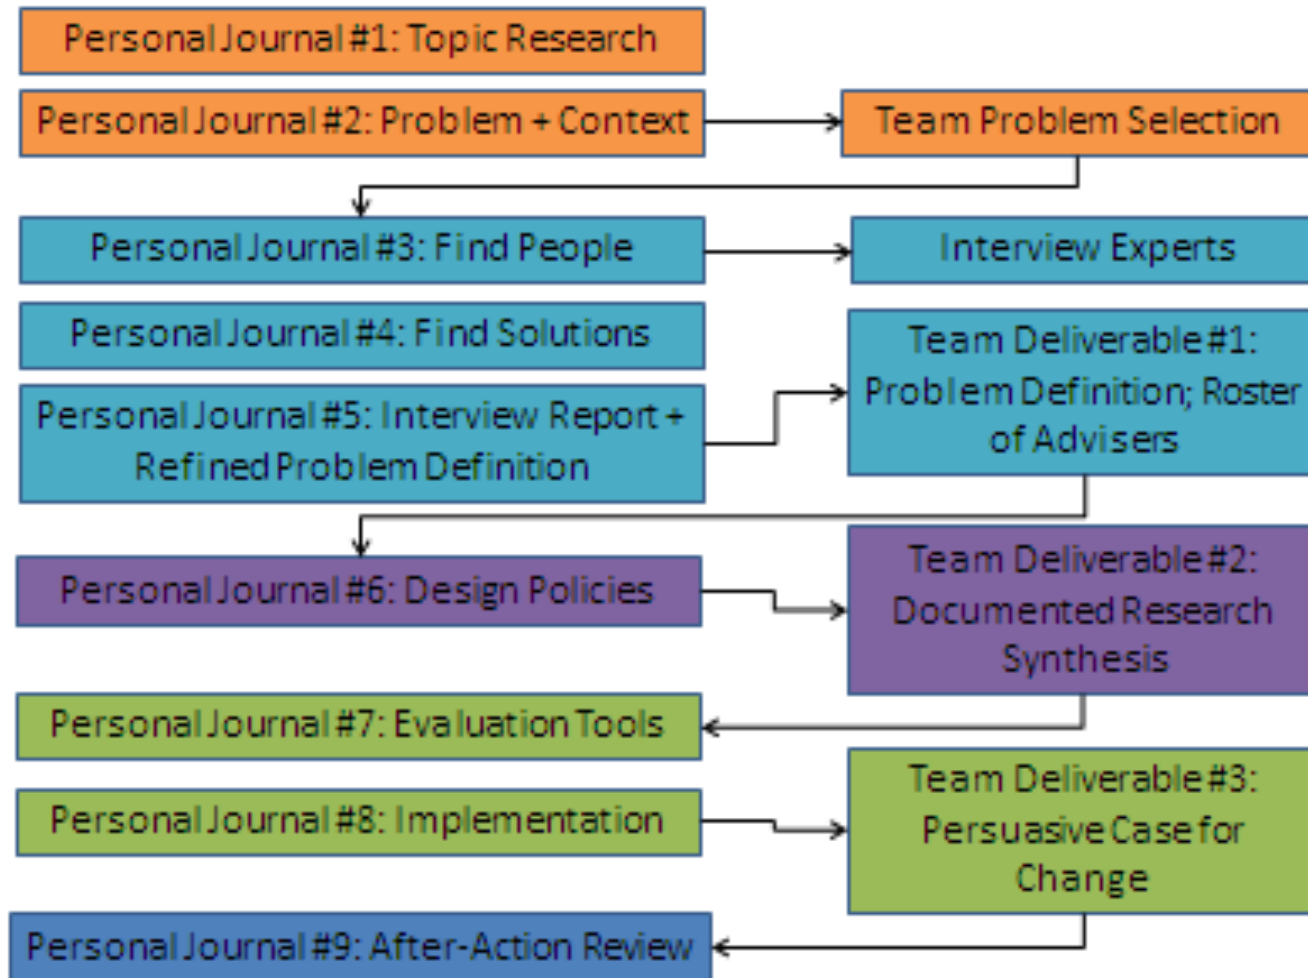 Personal Journal #1: Topic Research
Personal Journal #2: Problem + Context
Team Problem Selection
Personal Journal #3: Find People
Interview Experts
Personal Journal #4: Find Solutions
Team Deliverable #1:
Problem Definition; Roster
of Advisers
Personal Journal #5: Interview Report +
Refined Problem Definition
Personal Journal #6: Design Policies
Team Deliverable #2:
Documented Research
Synthesis
Personal Journal #7: Evaluation Tools
Personal Journal #8: Implementation
Team Deliverable #3:
Persuasive Case for
Change
Personal Journal #9: After-Action Review